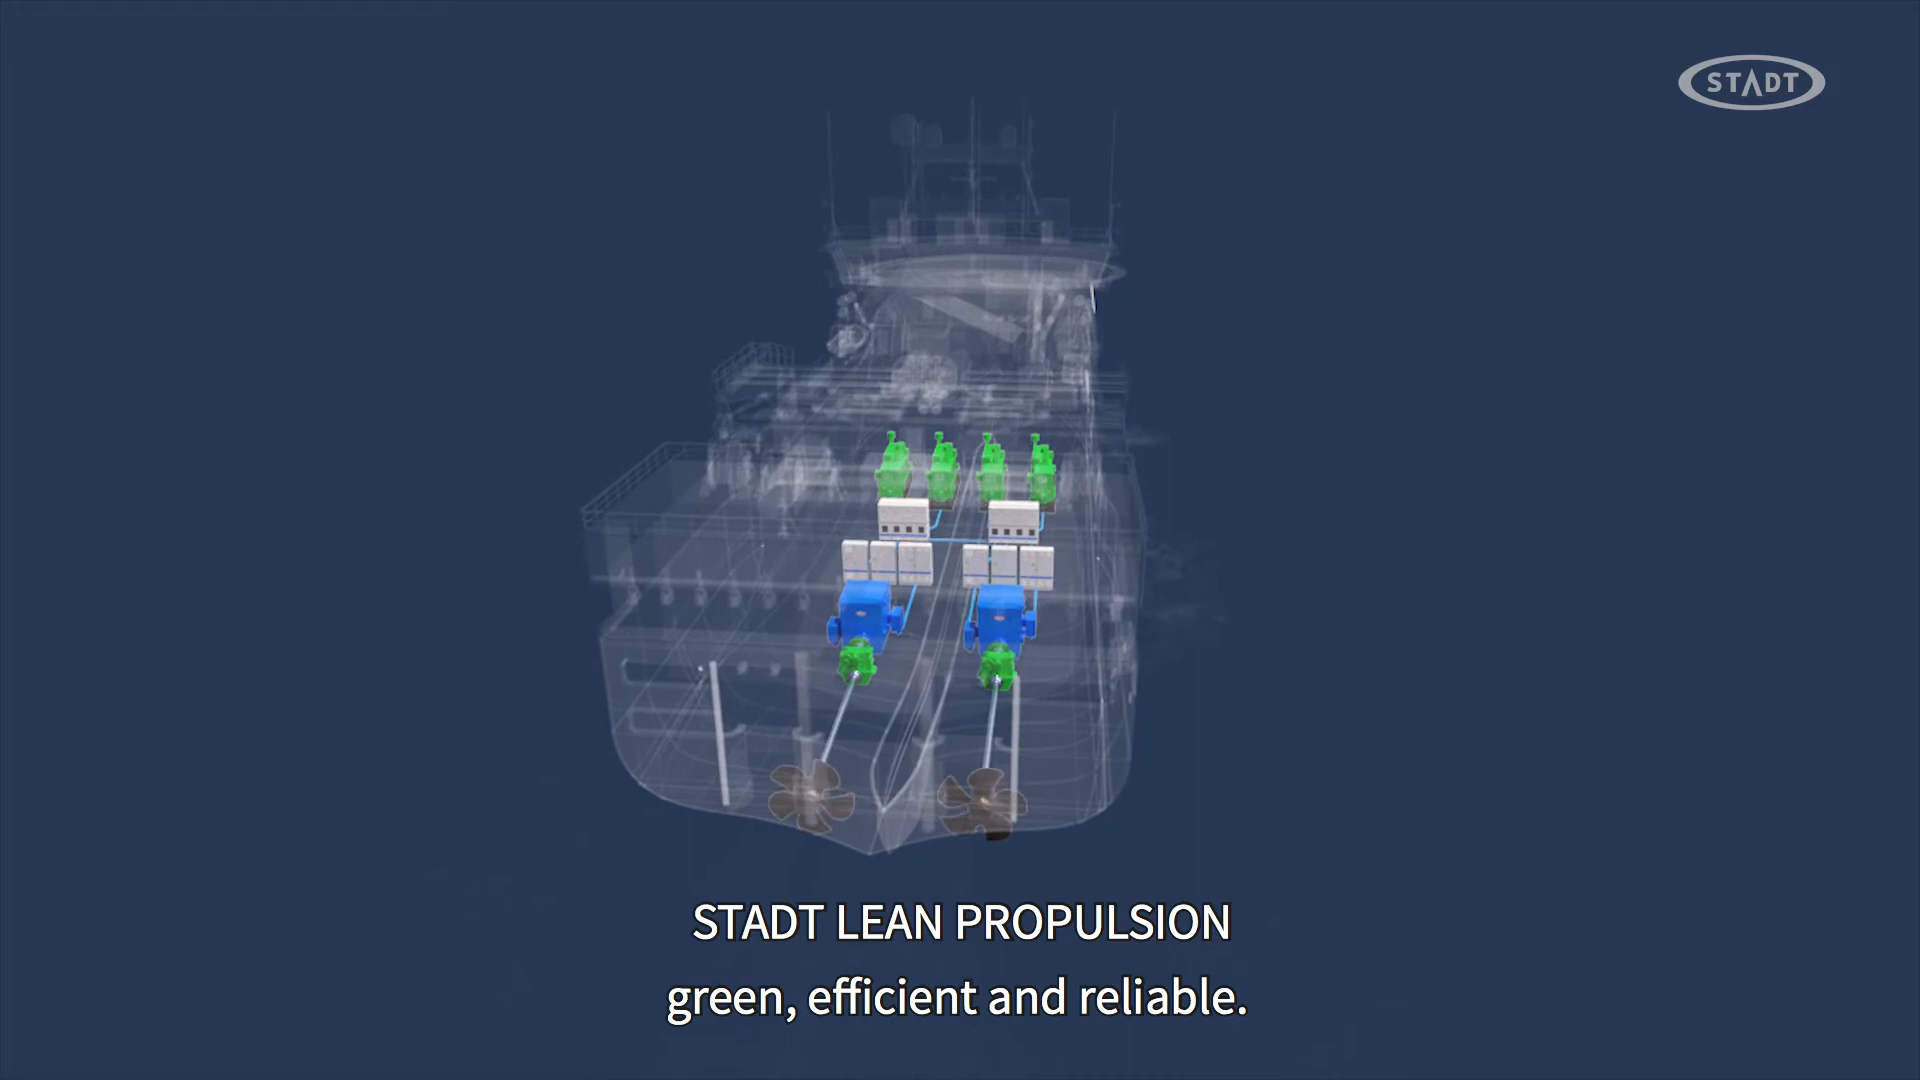 STADT
STADT LEAN PROPULSION
green, efficient and reliable.